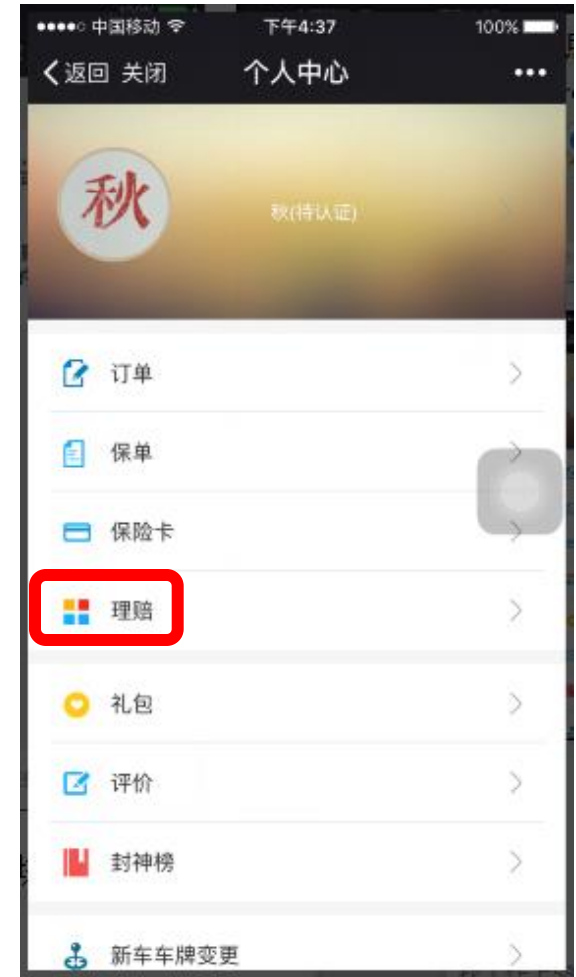 中国移动 下午4:37 100%
返回 关闭 个人中心
秋
秋(待认证)
订单
保单
保险卡
理赔
礼包
评价
封神榜
新车车牌变更